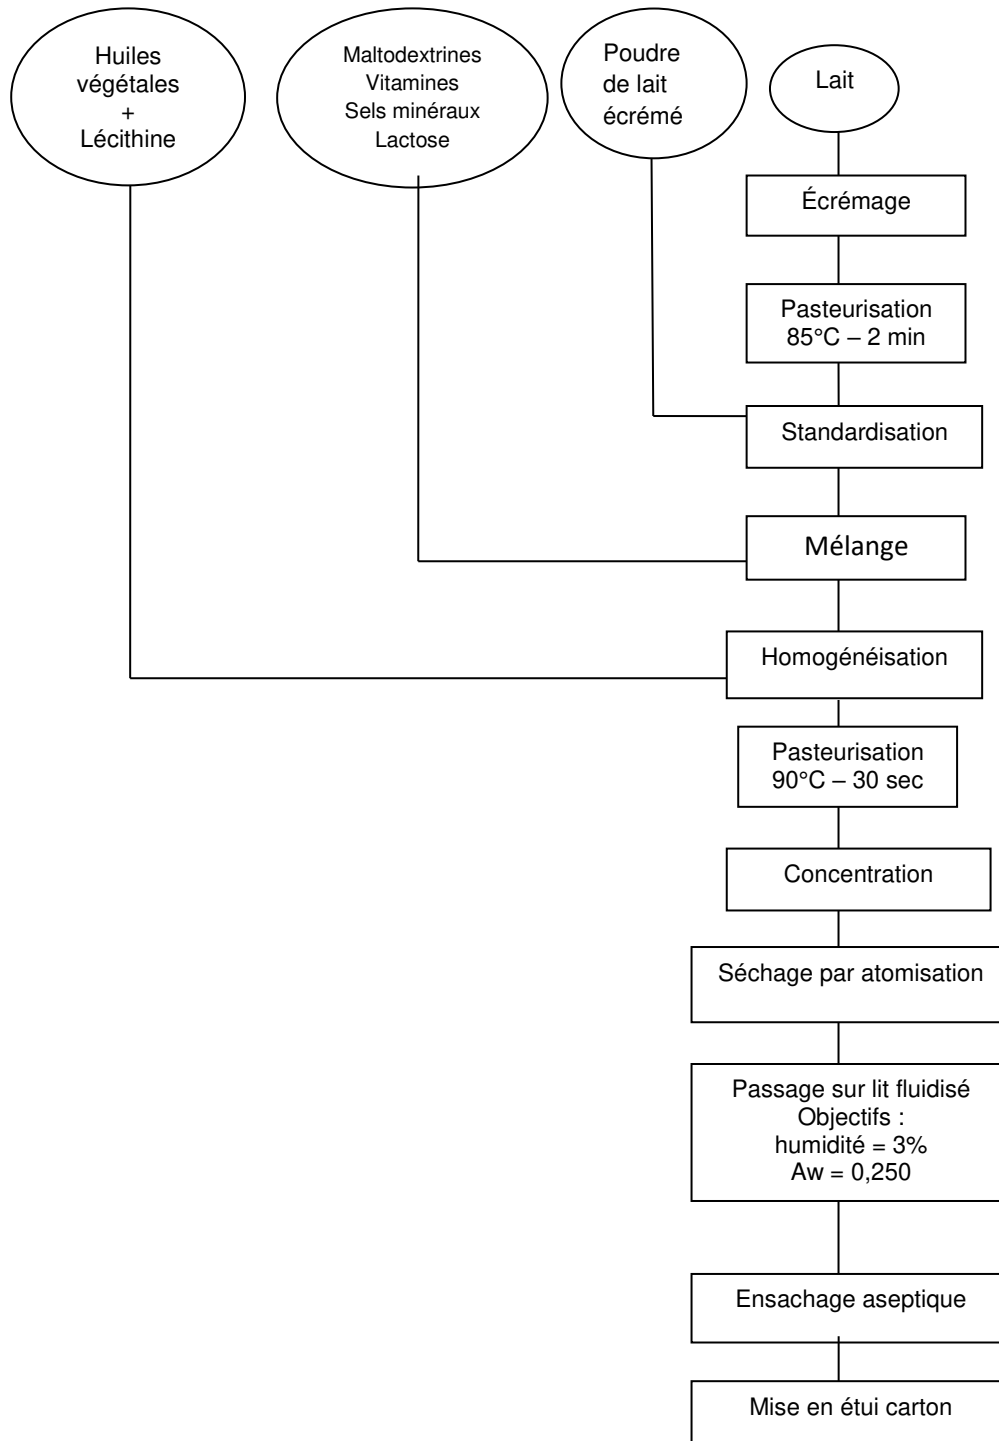 Huiles
végétales
+
Lécithine
Maltodextrines
Vitamines
Sels minéraux
Lactose
Poudre
de lait
écrémé
Lait
Écrémage
Pasteurisation
85°C – 2 min
Standardisation
Mélange
Homogénéisation
Pasteurisation
90°C – 30 sec
Concentration
Séchage par atomisation
Passage sur lit fluidisé
Objectifs :
humidité = 3%
Aw = 0,250
Ensachage aseptique
Mise en étui carton